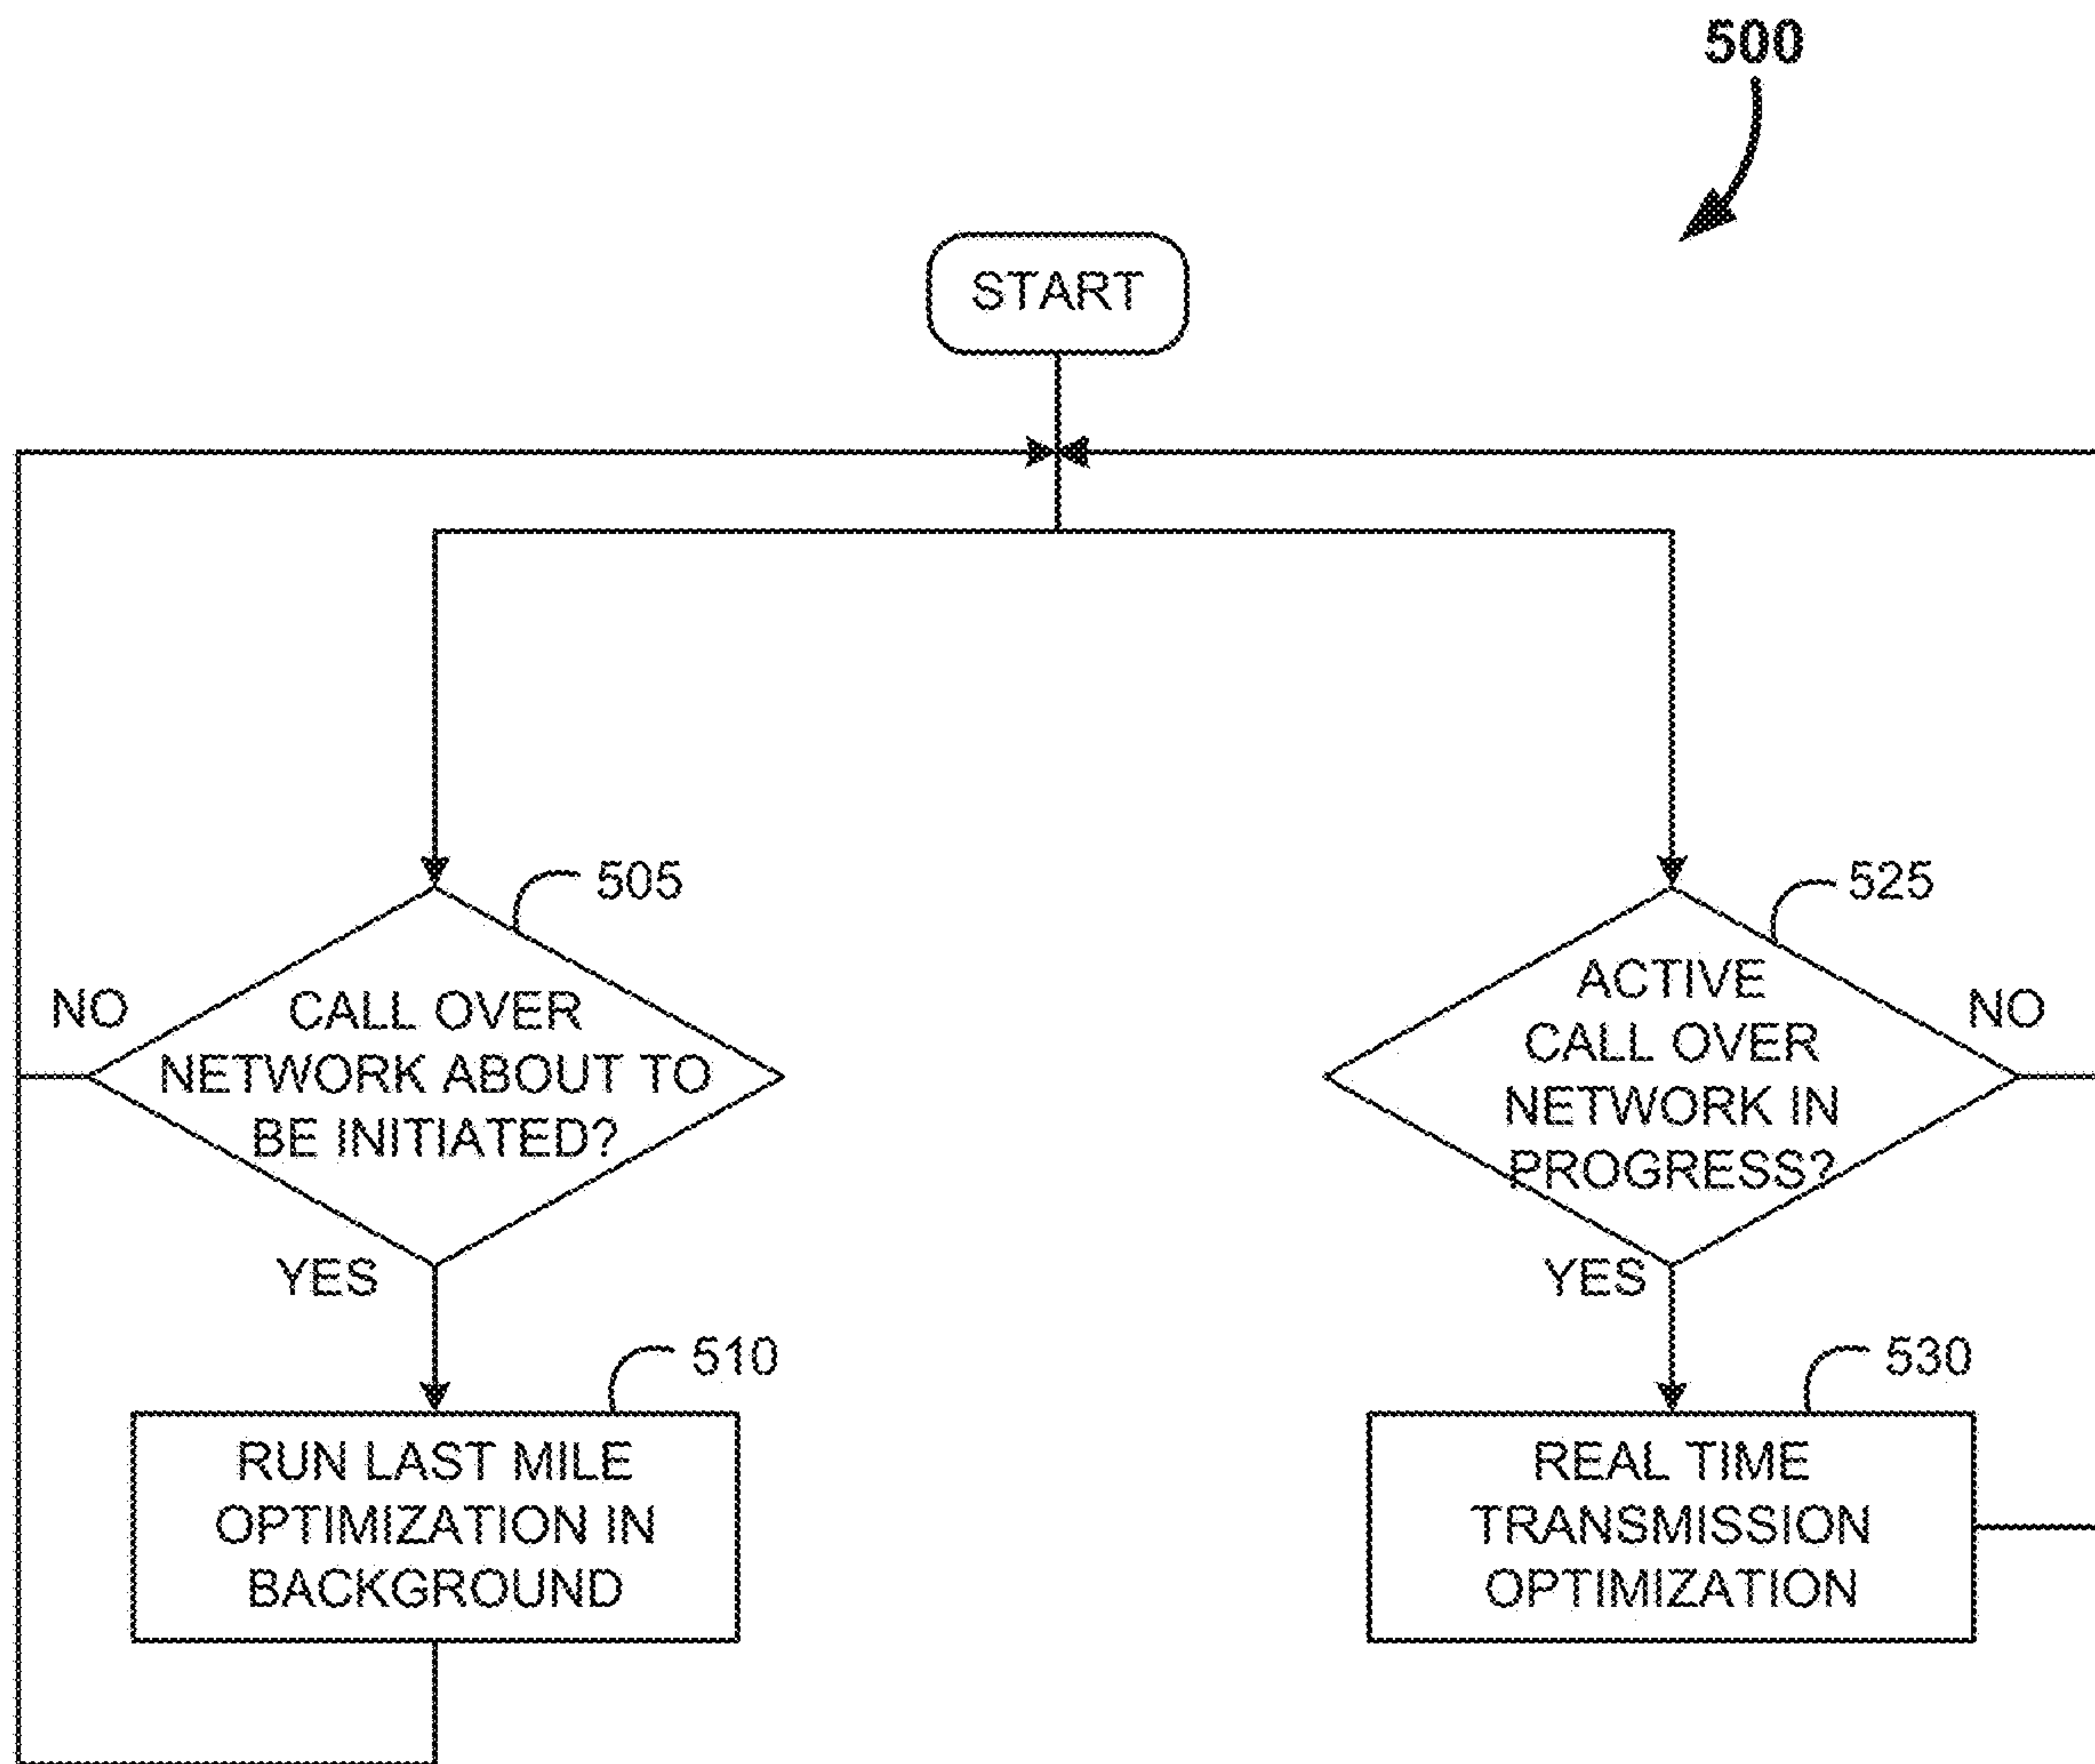 500
START
505
NO
CALL OVER
NETWORK ABOUT TO
BE INITIATED?
YES
510
RUN LAST MILE
OPTIMIZATION IN
BACKGROUND
525
ACTIVE
CALL OVER
NETWORK IN
PROGRESS?
NO
YES
530
REAL TIME
TRANSMISSION
OPTIMIZATION